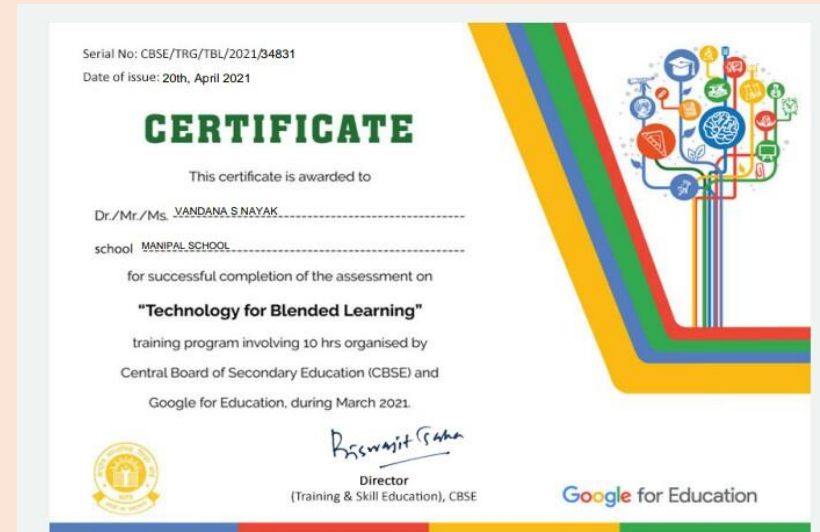 Serial No: CBSE/TRG/TBL/2021/34831
Date of issue: 20th, April 2021
CERTIFICATE
This certificate is awarded to
Dr./Mr./Ms. VANDANA S NAYAK
school MANIPAL SCHOOL
for successful completion of the assessment on
“Technology for Blended Learning”
training program involving 10 hrs organised by
Central Board of Secondary Education (CBSE) and
Google for Education, during March 2021.
Biswajit Saha
Director
(Training & Skill Education), CBSE
Google for Education